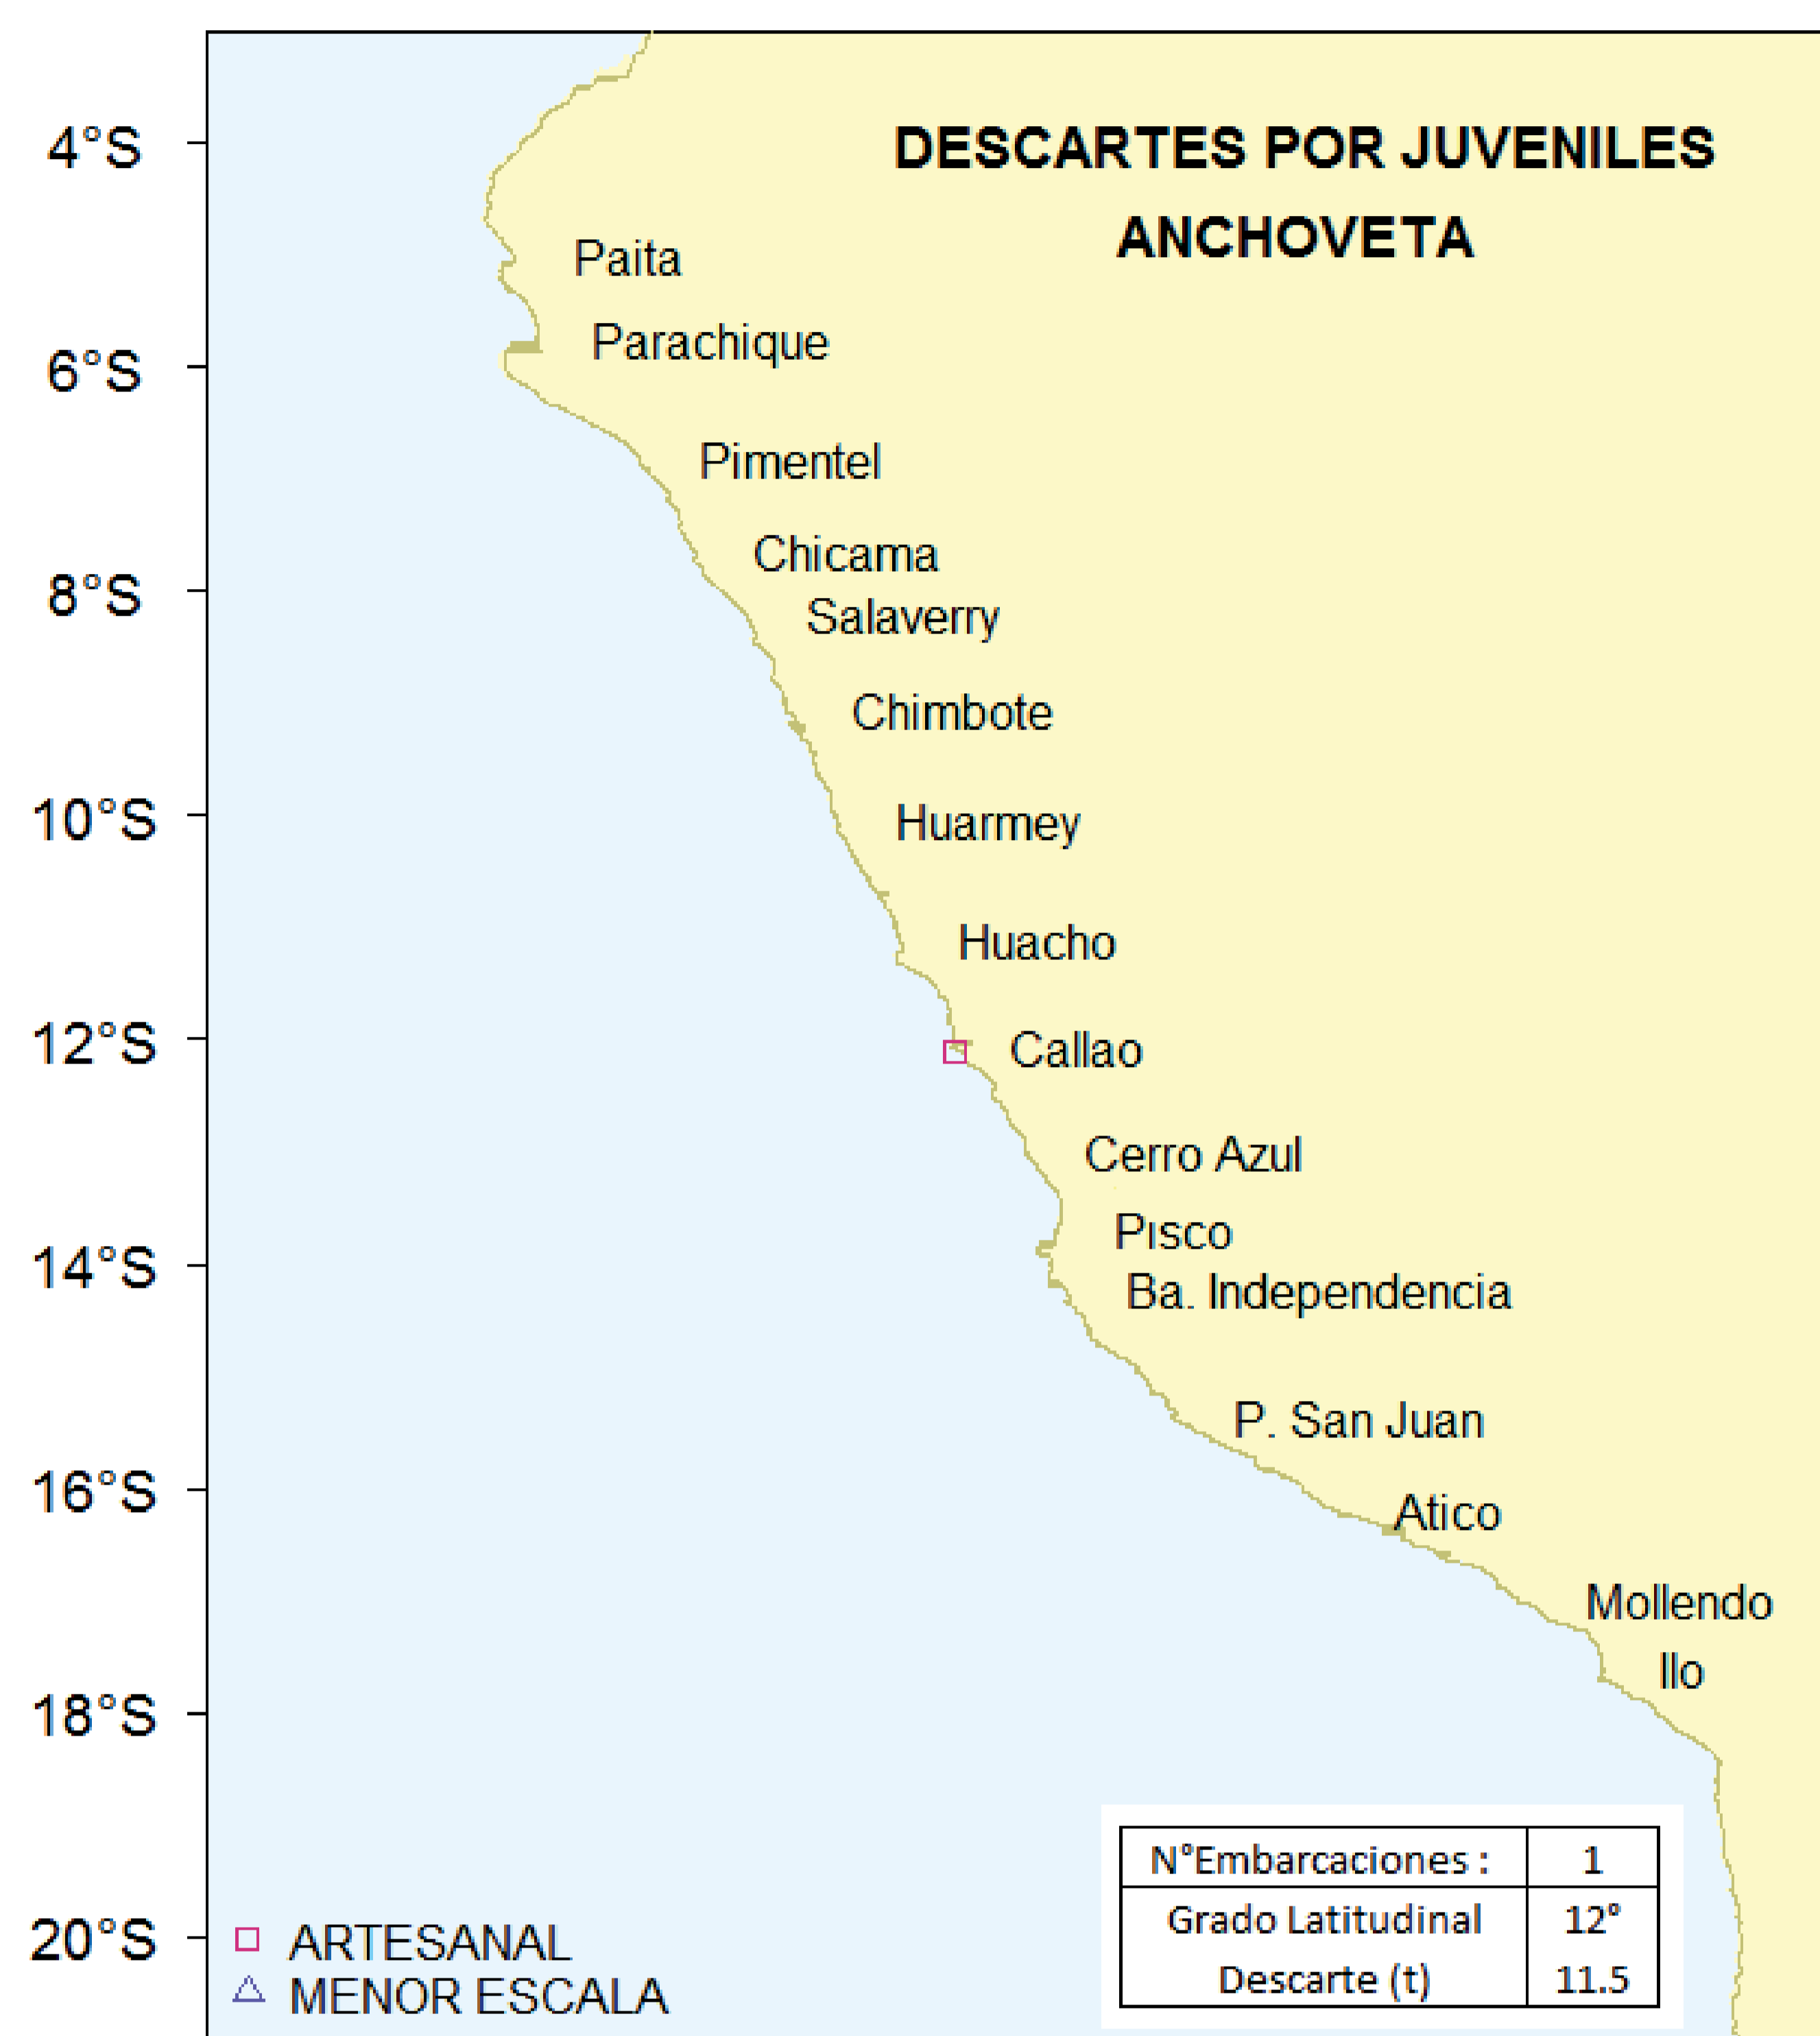 DESCARTES POR JUVENILES
ANCHOVETA
4°S
Paita
Parachique
6°S
Pimentel
Chicama
8°S
Salaverry
Chimbote
10°S
Huarmey
Huacho
12°S
Callao
Cerro Azul
Pisco
14°S
Ba. Independencia
P. San Juan
16°S
Atico
Mollendo
Ilo
18°S
N°Embarcaciones : 1
Grado Latitudinal 12°
Descarte (t) 11.5
20°S
ARTESANAL
MENOR ESCALA